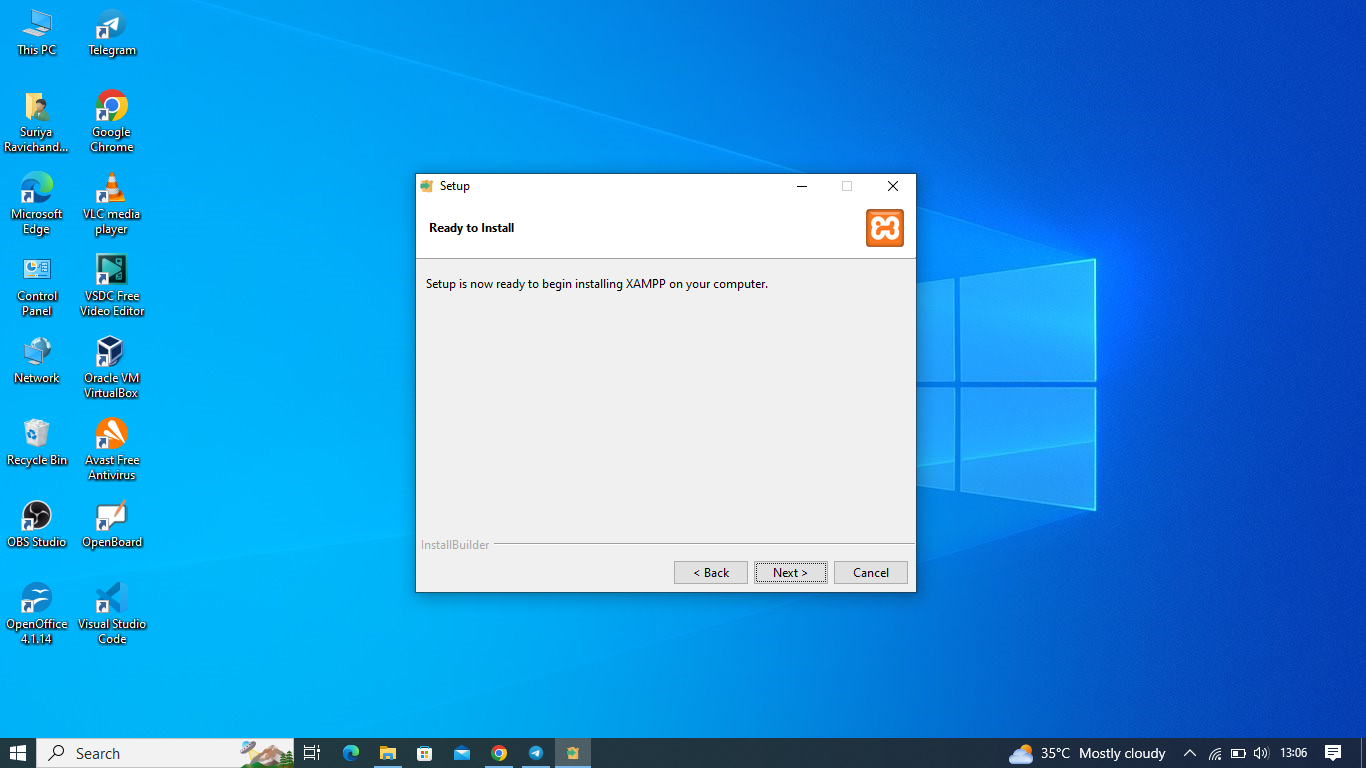 This PC
Telegram
Suriya
Ravichand...
Google
Chrome
Microsoft
Edge
VLC media
player
Control
Panel
VSDC Free
Video Editor
Network
Oracle VM
VirtualBox
Recycle Bin
Avast Free
Antivirus
OBS Studio
OpenBoard
OpenOffice
4.1.14
Visual Studio
Code
Setup
Ready to Install
Setup is now ready to begin installing XAMPP on your computer.
InstallBuilder
< Back
Next >
Cancel
Search
35°C Mostly cloudy
13:06